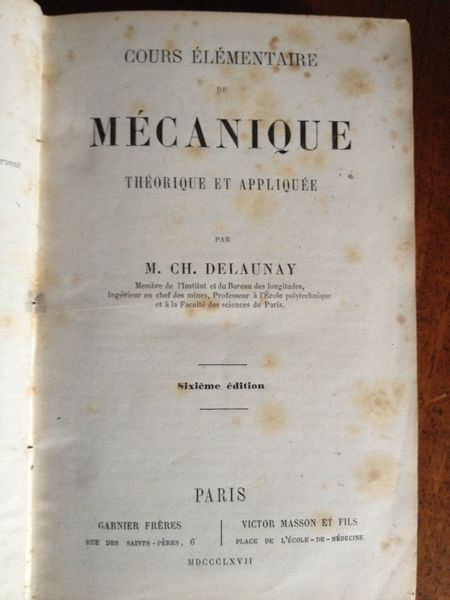 COURS ÉLÉMENTAIRE
DE
MÉCANIQUE
THÉORIQUE ET APPLIQUÉE
PAR
M. CH. DELAUNAY
Membre de l'Institut et du Bureau des longitudes,
Ingénieur en chef des mines, Professeur à l'École polytechnique
et à la Faculté des sciences de Paris.
Sixième édition
PARIS
GARNIER FRÈRES
RUE DES SAINTS-PÈRES, 6
VICTOR MASSON ET FILS
PLACE DE L'ÉCOLE-DE-MÉDECINE
MDCCCLXVII